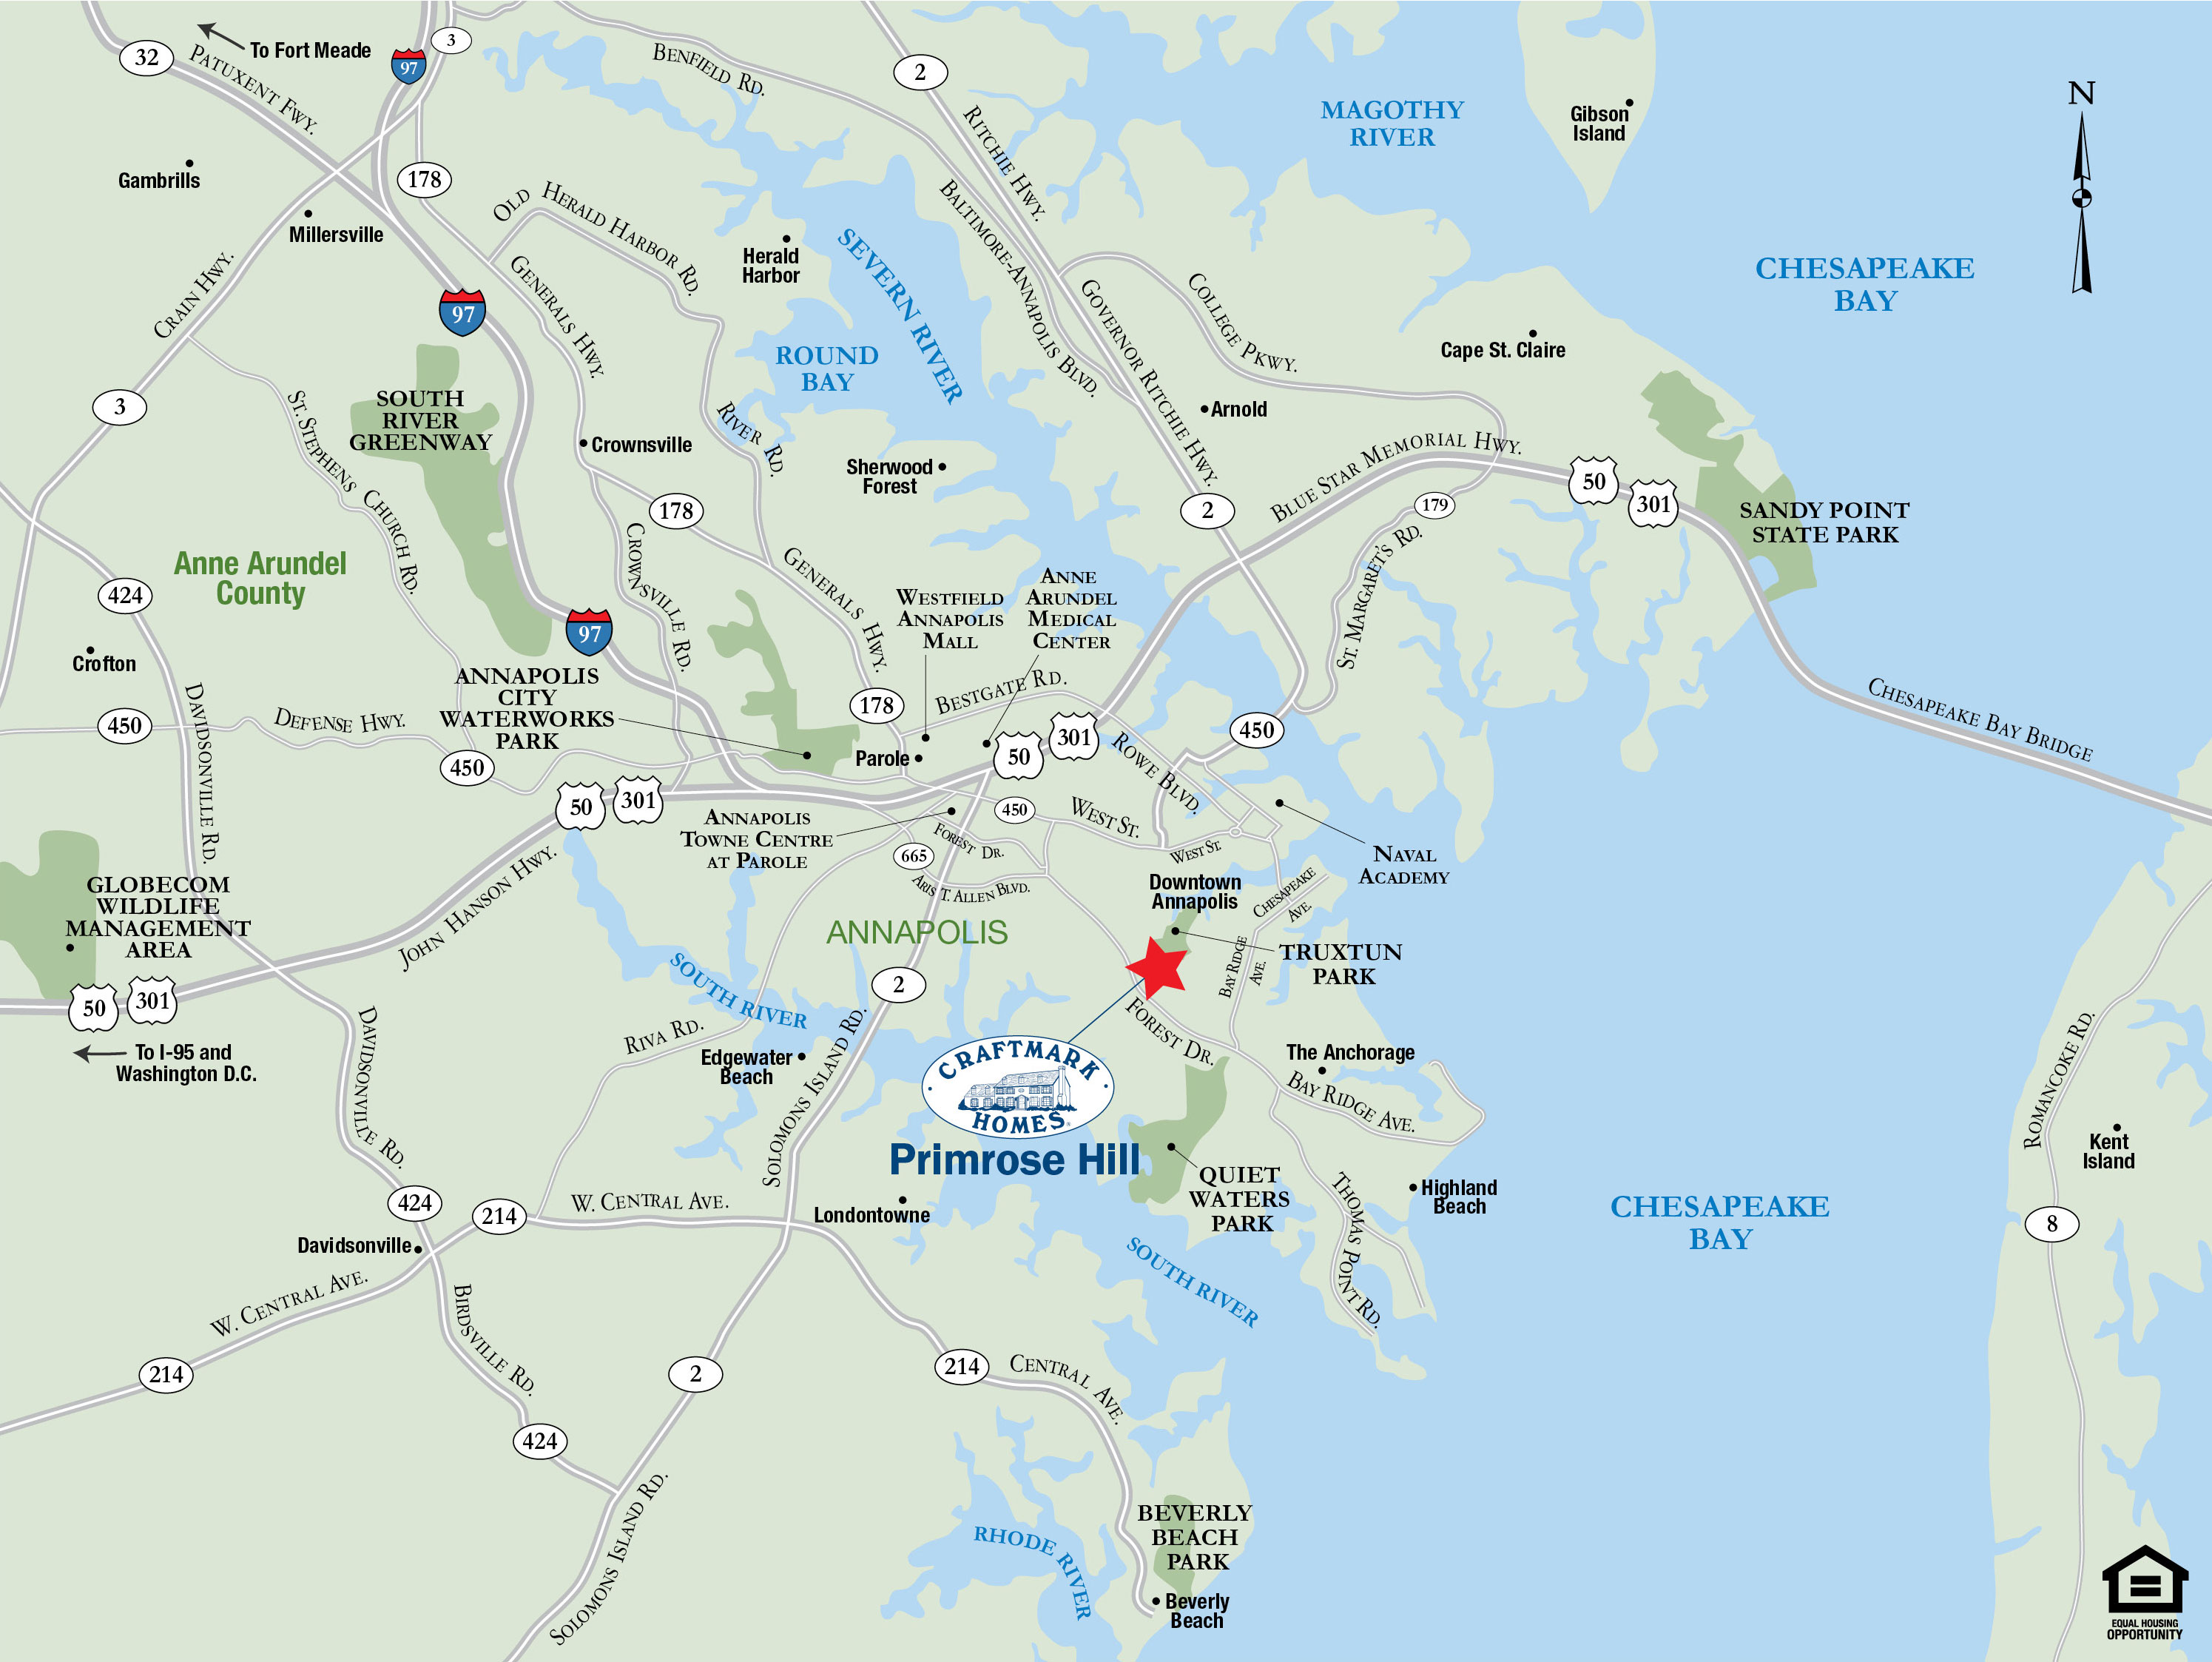 To Fort Meade
32
PATUXENT FWY.
97
3
BENFIELD RD.
2
RITCHIE HWY.
MAGOTHY
RIVER
Gibson
Island
N
Gambrills
178
Millersville
OLD HERALD HARBOR RD.
Herald
Harbor
SEVERN RIVER
BALTIMORE-ANNAPOLIS BLVD.
CHESAPEAKE
BAY
CRAIN HWY.
97
GENERALS HWY.
GOVERNOR RITCHIE HWY.
COLLEGE PKWY.
Cape St. Claire
ROUND
BAY
3
SOUTH
RIVER
GREENWAY
ST. STEPHENS CHURCH RD.
Crownsville
RIVER RD.
Arnold
Sherwood
Forest
BLUE STAR MEMORIAL HWY.
50
301
179
SANDY POINT
STATE PARK
178
2
Anne Arundel
County
CROWNSVILLE RD.
GENERALS HWY.
ST. MARGARET'S RD.
424
WESTFIELD
ANNAPOLIS
MALL
ANNE
ARUNDEL
MEDICAL
CENTER
97
Crofton
ANNAPOLIS
CITY
WATERWORKS
PARK
DAVIDSONVILLE RD.
450
DEFENSE HWY.
450
178
BESTGATE RD.
Parole
50
301
ROWE BLVD.
450
CHESAPEAKE BAY BRIDGE
50
301
ANNAPOLIS
TOWNE CENTRE
AT PAROLE
450
WEST ST.
FOREST DR.
665
ARIS T. ALLEN BLVD.
WEST ST.
NAVAL
ACADEMY
JOHN HANSON HWY.
GLOBECOM
WILDLIFE
MANAGEMENT
AREA
Downtown
Annapolis
CHESAPEAKE
AVE.
ANNAPOLIS
TRUXTUN
PARK
BAY RIDGE
AVE.
50
301
To I-95 and
Washington D.C.
SOUTH RIVER
2
RIVA RD.
Edgewater
Beach
SOLOMONS ISLAND RD.
FOREST DR.
CRAFTMARK
HOMES
Primrose Hill
The Anchorage
BAY RIDGE AVE.
DAVIDSONVILLE RD.
ROMANCOKE RD.
Kent
Island
QUIET
WATERS
PARK
THOMAS POINT RD.
Highland
Beach
CHESAPEAKE
BAY
8
424
214
W. CENTRAL AVE.
Londontowne
Davidsonville
SOUTH RIVER
W. CENTRAL AVE.
BIRDSVILLE RD.
214
2
214
CENTRAL AVE.
424
SOLOMONS ISLAND RD.
RHODE RIVER
BEVERLY
BEACH
PARK
Beverly
Beach
EQUAL HOUSING
OPPORTUNITY